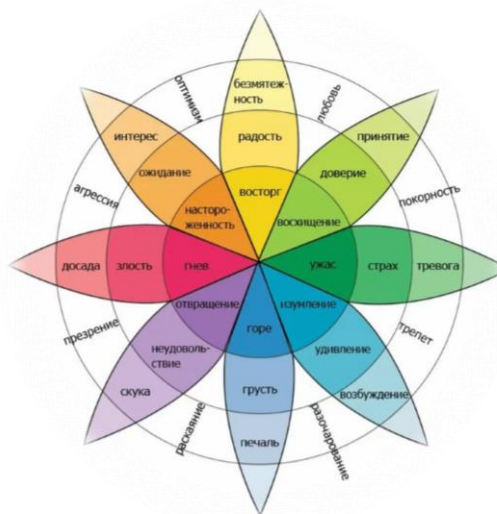 безмятеж-
ность
оптимизм
любовь
интерес
радость
принятие
ожидание
доверие
агрессия
восторг
покорность
насторо-
женность
восхищение
досада
злость
гнев
ужас
страх
тревога
отвращение
изумление
презрение
горе
трепет
неудоволь-
ствие
удивление
скука
грусть
возбуждение
раскаяние
печаль
разочарование